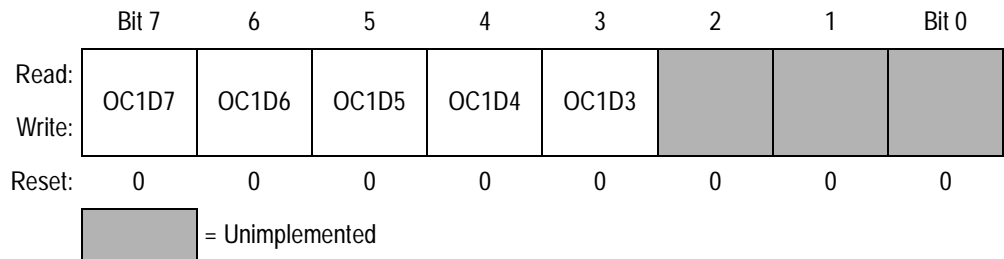 Bit 7 6 5 4 3 2 1 Bit 0
Read:
OC1D7 OC1D6 OC1D5 OC1D4 OC1D3
Write:
Reset: 0 0 0 0 0 0 0 0
= Unimplemented